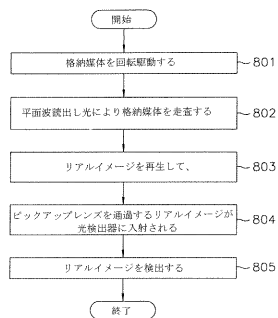 開始
格納媒体を回転駆動する
801
平面波読出し光により格納媒体を走査する
802
リアルイメージを再生して、
803
ピックアップレンズを通過するリアルイメージが
光検出器に入射される
804
リアルイメージを検出する
805
終了